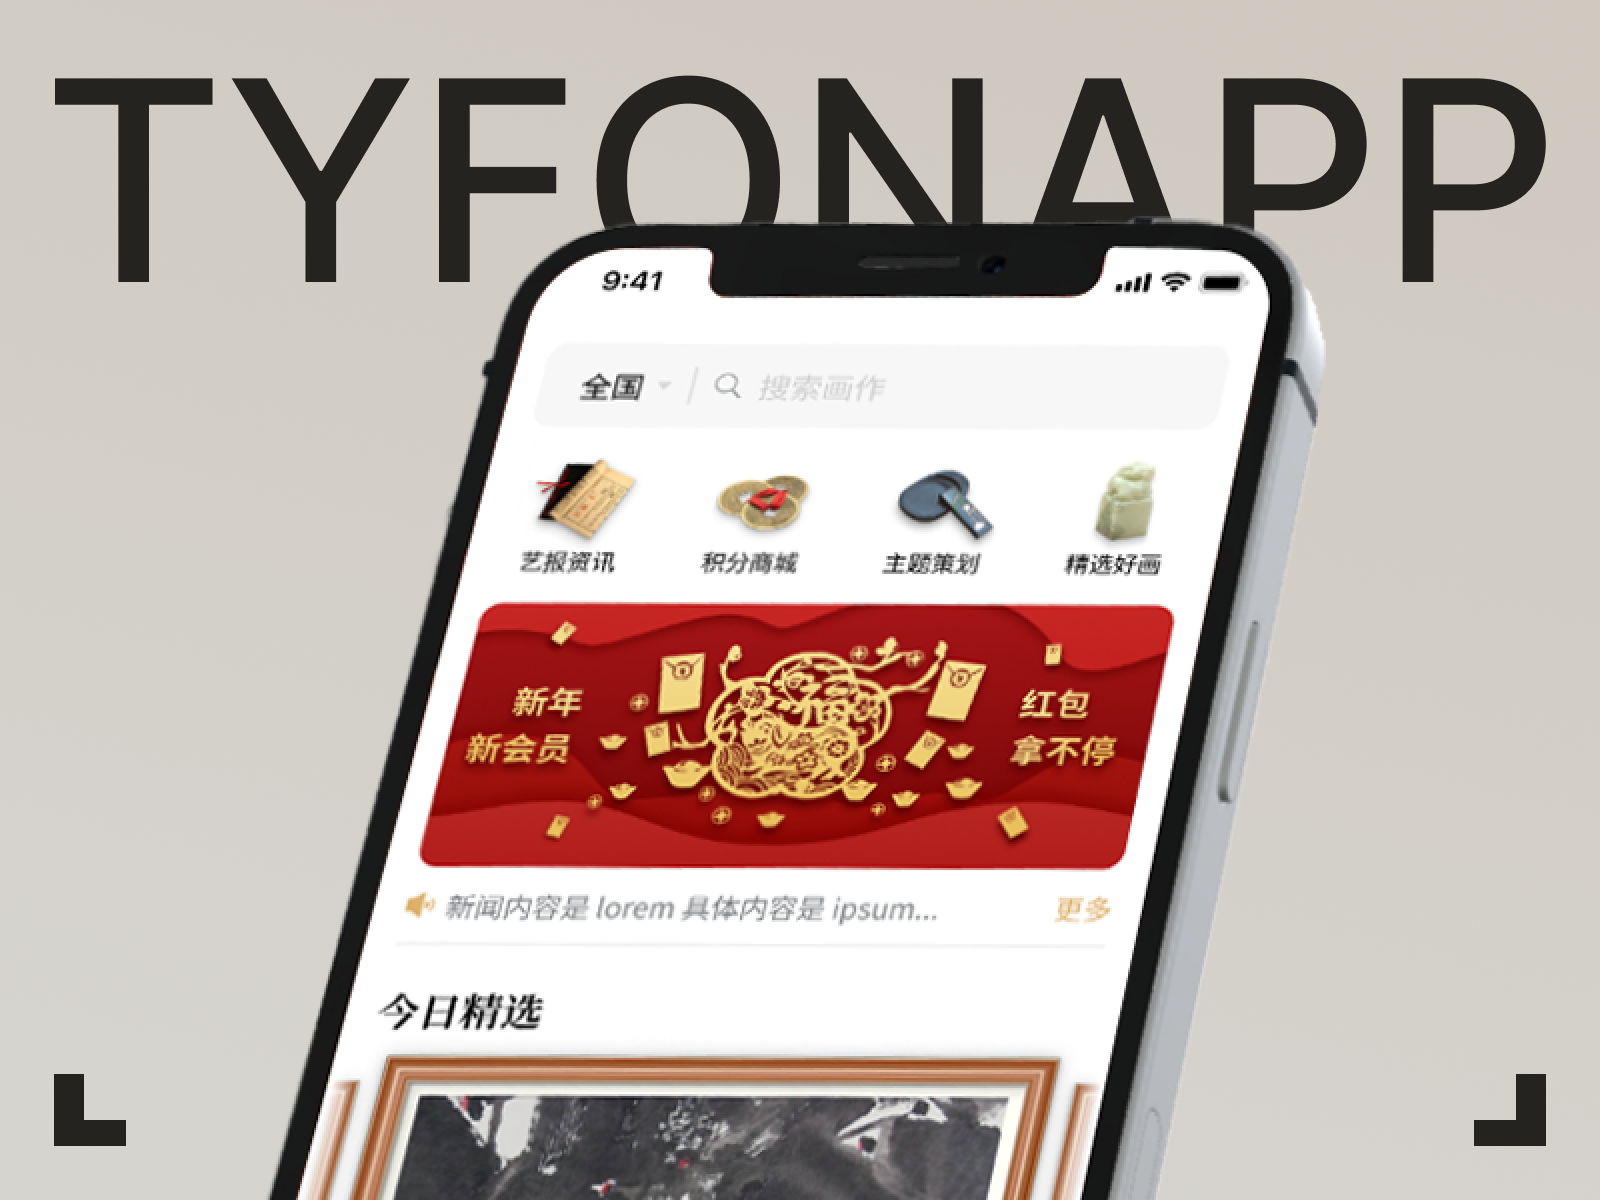 TYFONAPP
9:41
全国 搜索画作
艺报资讯 积分商城 主题策划 精选好画
福
新年 红包
新会员 拿不停
新闻内容是 lorem 具体内容是 ipsum... 更多
今日精选